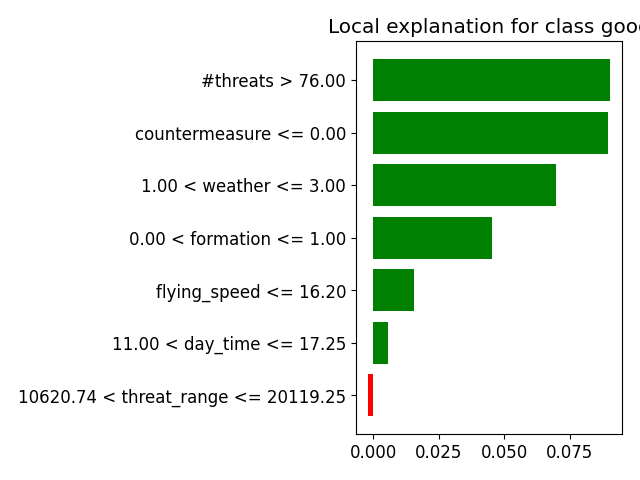 Local explanation for class good
#threats > 76.00
countermeasure <= 0.00
1.00 < weather <= 3.00
0.00 < formation <= 1.00
flying_speed <= 16.20
11.00 < day_time <= 17.25
10620.74 < threat_range <= 20119.25
0.000 0.025 0.050 0.075